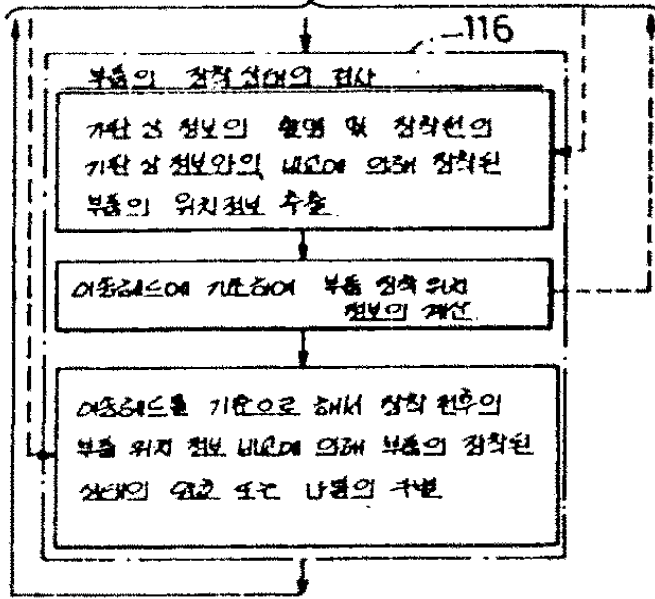 116
부품의 장착상태의 검사
기판 상 정보의 촬영 및 장착전의
기판 상 정보와의 비교에 의해 장착된
부품의 위치정보 추출
이동헤드에 기준하여 부품 장착 위치
정보의 계산
이동헤드를 기준으로 해서 장착 전후의
부품 위치 정보 비교에 의해 부품의 장착된
상태의 양호 또는 나쁨의 구별